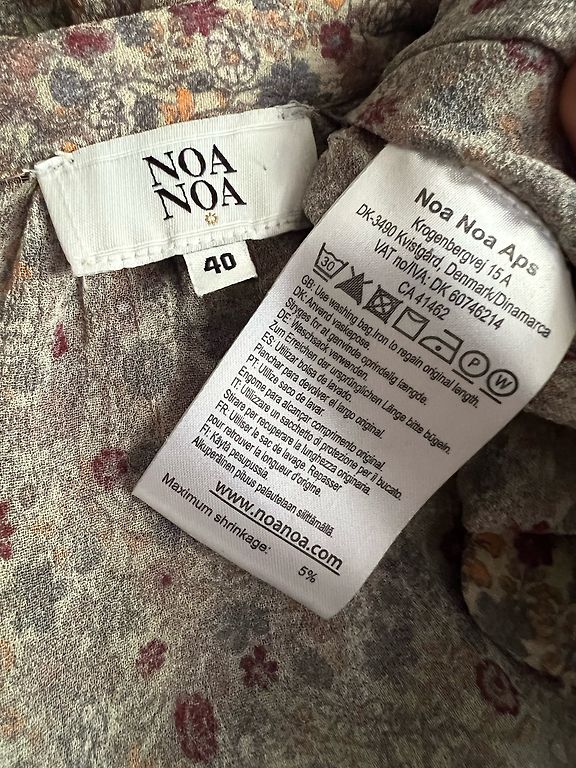 NOA
NOA
40
Noa Noa Aps
Krogenbergvej 15 A
DK-3490 Kvistgård, Denmark/Dinamarca
VAT no/IVA: DK 60746214
CA 41462
30
P
W
GB: Use washing bag.Iron to regain original length.
DK: Anvend vaskepose.
Stryges for at genvinde oprindelig længde.
DE: Weschsack verwenden.
Zum Erreichen der ursprünglichen Länge bitte bügeln.
ES: Utilizar bolsa de lavado.
Planchar para devolver el largo original.
PT: Utilize saco de lavar.
Engome para alcançar comprimento original.
IT: Utilizzare un sacchetto di protezione per il bucato.
Stirare per recuperare la lunghezza originaria.
FR: Utiliser le sac de lavage. Repasser
pour retrouver la longueur d'origine.
FI: Käytä pesupussia.
Alkuperäinen pituus palautetaan silittämällä.
www.noanoa.com
Maximum shrinkage: 5%